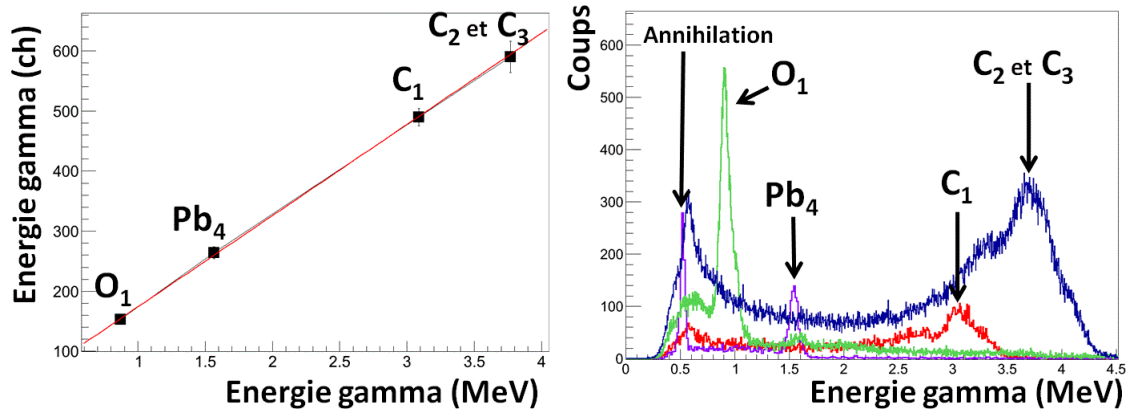 Energie gamma (ch)
600
500
400
300
200
100
O1
Pb4
C1
C2 et C3
1
1.5
2
2.5
3
3.5
4
Energie gamma (MeV)
Coups
600
500
400
300
200
100
0
Annihilation
O1
Pb4
C1
C2 et C3
0
0.5
1
1.5
2
2.5
3
3.5
4
4.5
Energie gamma (MeV)